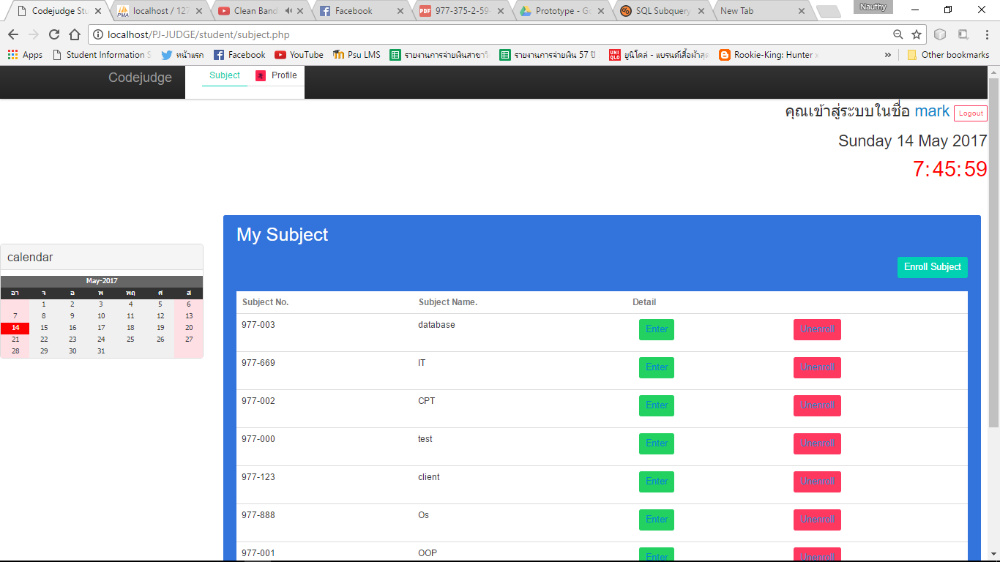 Codejudge Stu
localhost / 127
Clean Band
Facebook
977-375-2-59-
Prototype - Go
SQL Subquery
New Tab
Nauthy
localhost/PJ-JUDGE/student/subject.php
Apps
Student Information S
หน้าแรก
Facebook
YouTube
Psu LMS
รายงานการจ่ายเงินสาขาวิ
รายงานการจ่ายเงิน 57 ปี
ยูนิโคล่ - แบรนด์เสื้อผ้าสุด
Rookie-King: Hunter x
»
Other bookmarks
Codejudge
Subject
Profile
คุณเข้าสู่ระบบในชื่อ mark Logout
Sunday 14 May 2017
7:45:59
My Subject
Enroll Subject
calendar
May-2017
อา จ อ พ พฤ ศ ส
1 2 3 4 5 6
7 8 9 10 11 12 13
14 15 16 17 18 19 20
21 22 23 24 25 26 27
28 29 30 31
Subject No. Subject Name. Detail
977-003 database Enter Unenroll
977-669 IT Enter Unenroll
977-002 CPT Enter Unenroll
977-000 test Enter Unenroll
977-123 client Enter Unenroll
977-888 Os Enter Unenroll
977-001 OOP Enter Unenroll